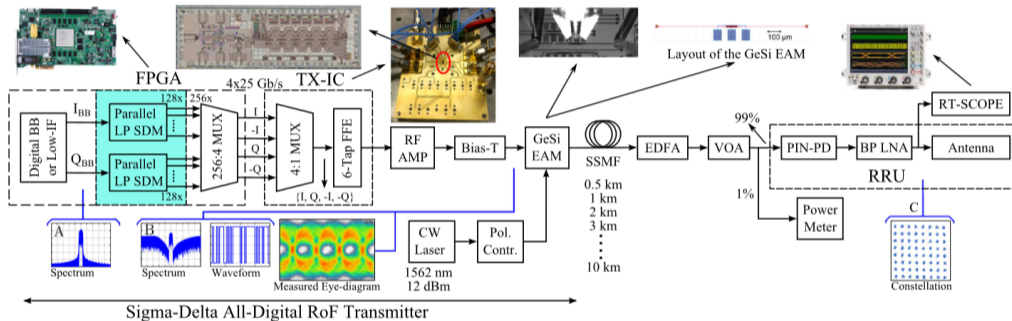 FPGA
TX-IC
100 μm
Layout of the GeSi EAM
4x25 Gb/s
Digital BB
or Low-IF
I_BB
Q_BB
Parallel
LP SDM
128x
Parallel
LP SDM
128x
256x
256:4 MUX
I
-I
Q
-Q
4:1 MUX
{I, Q, -I, -Q}
6-Tap FFE
RF
AMP
Bias-T
GeSi
EAM
SSMF
0.5 km
1 km
2 km
3 km
10 km
EDFA
VOA
99%
1%
PIN-PD
BP LNA
Antenna
RT-SCOPE
RRU
Power
Meter
CW
Laser
1562 nm
12 dBm
Pol.
Contr.
A
Spectrum
B
Spectrum
Waveform
Measured Eye-diagram
C
Constellation
Sigma-Delta All-Digital RoF Transmitter